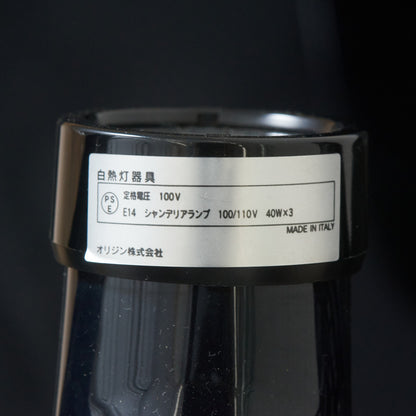 白熱灯器具
PS
E
定格電圧 100V
E14 シャンデリアランプ 100/110V 40W×3
MADE IN ITALY
オリジン株式会社